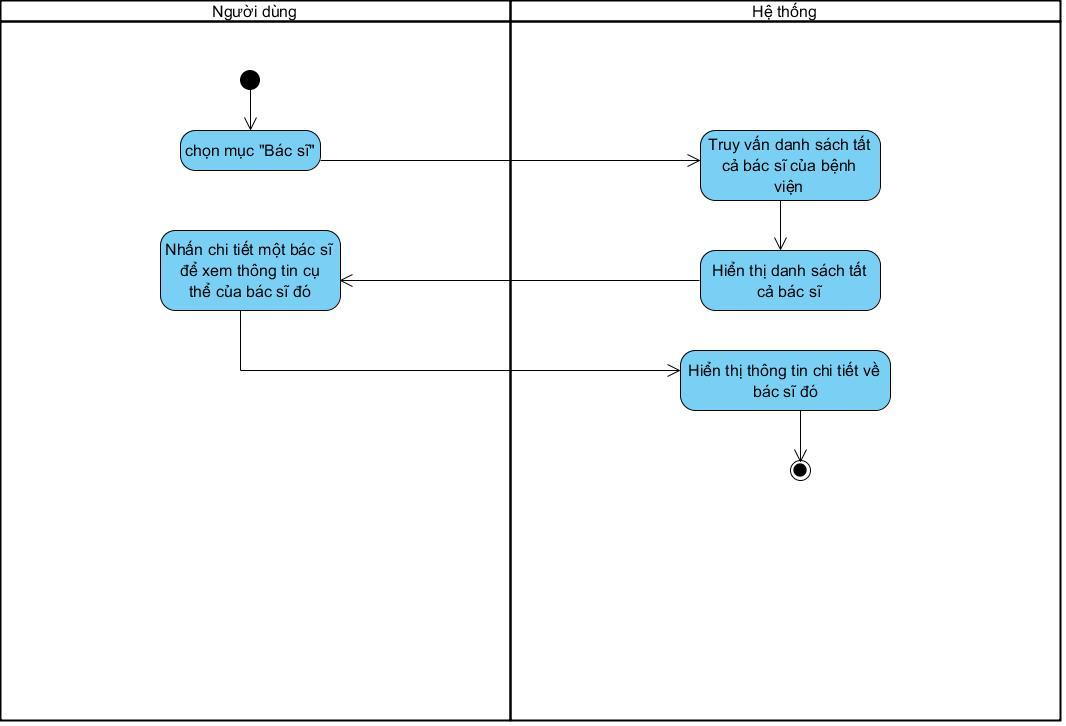 Người dùng
Hệ thống
chọn mục "Bác sĩ"
Truy vấn danh sách tất
cả bác sĩ của bệnh
viện
Nhấn chi tiết một bác sĩ
để xem thông tin cụ
thể của bác sĩ đó
Hiển thị danh sách tất
cả bác sĩ
Hiển thị thông tin chi tiết về
bác sĩ đó